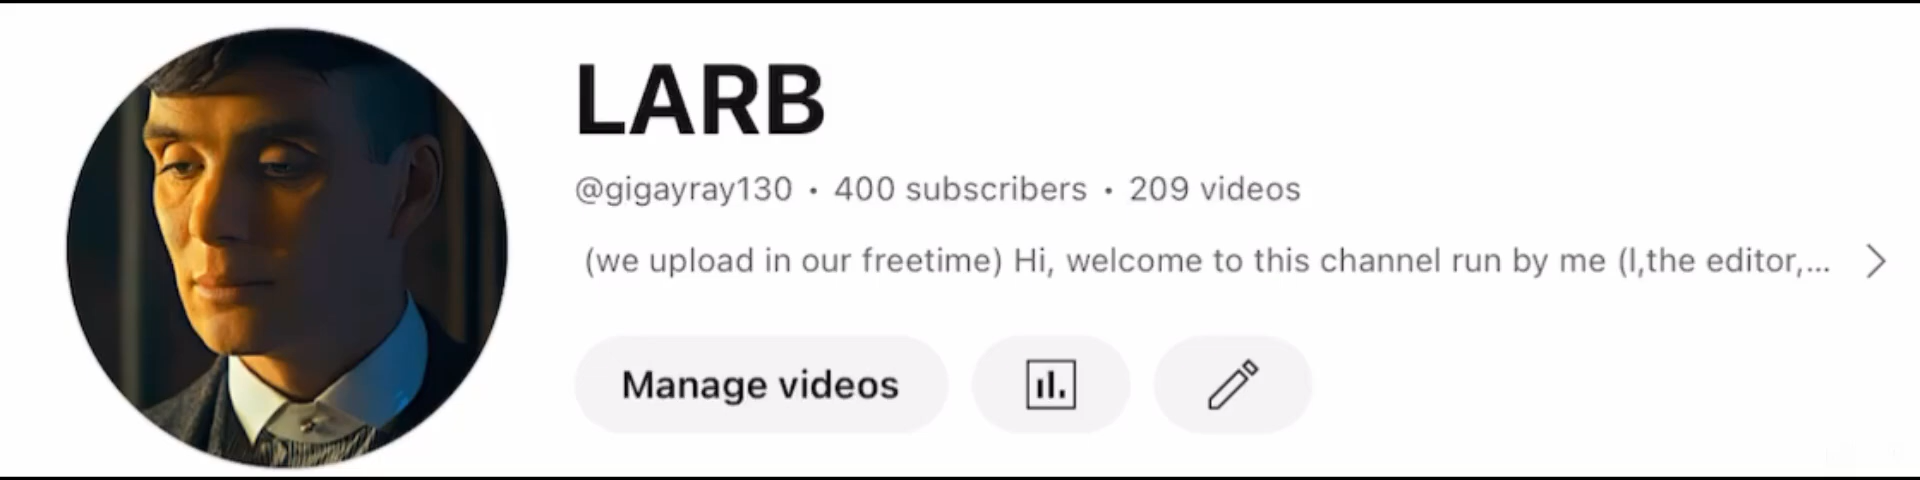 LARB
@gigayray130 • 400 subscribers • 209 videos
(we upload in our freetime) Hi, welcome to this channel run by me (I,the editor,...
Manage videos